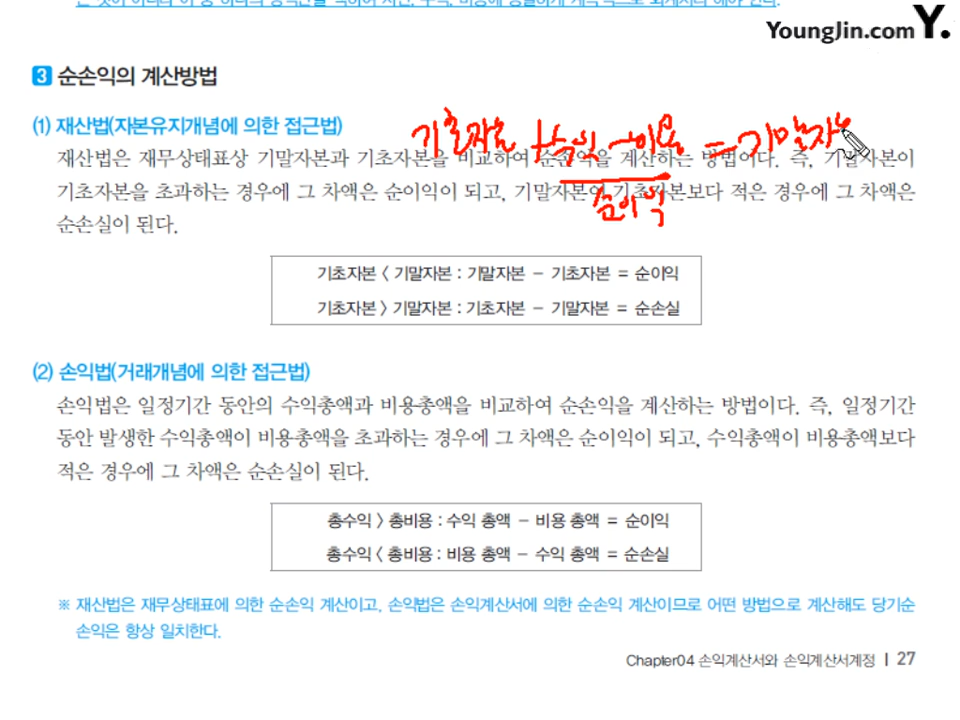 YoungJin.com Y.
3 순손익의 계산방법
(1) 재산법(자본유지개념에 의한 접근법)
기초자본 + 수익 - 비용 = 기말자본
재산법은 재무상태표상 기말자본과 기초자본을 비교하여 순손익을 계산하는 방법이다. 즉, 기말자본이
기초자본을 초과하는 경우에 그 차액은 순이익이 되고, 기말자본이 기초자본보다 적은 경우에 그 차액은
순이익
순손실이 된다.
기초자본 < 기말자본 : 기말자본 - 기초자본 = 순이익
기초자본 > 기말자본 : 기초자본 - 기말자본 = 순손실
(2) 손익법(거래개념에 의한 접근법)
손익법은 일정기간 동안의 수익총액과 비용총액을 비교하여 순손익을 계산하는 방법이다. 즉, 일정기간
동안 발생한 수익총액이 비용총액을 초과하는 경우에 그 차액은 순이익이 되고, 수익총액이 비용총액보다
적은 경우에 그 차액은 순손실이 된다.
총수익 > 총비용 : 수익 총액 - 비용 총액 = 순이익
총수익 < 총비용 : 비용 총액 - 수익 총액 = 순손실
※ 재산법은 재무상태표에 의한 순손익 계산이고, 손익법은 손익계산서에 의한 순손익 계산이므로 어떤 방법으로 계산해도 당기순
손익은 항상 일치한다.
Chapter04 손익계산서와 손익계산서계정 | 27